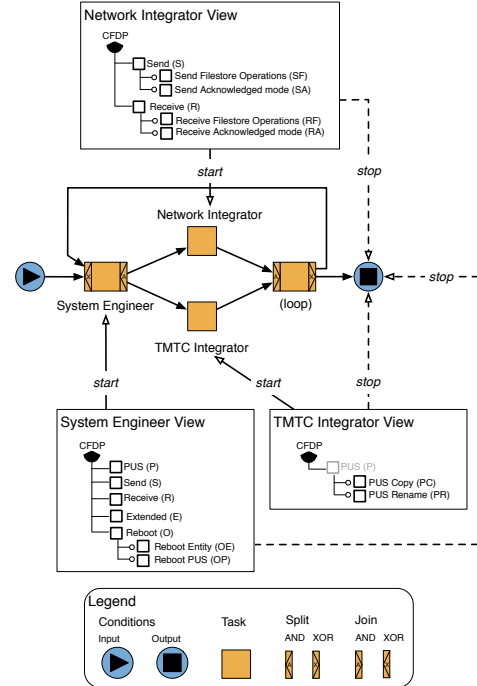 Network Integrator View
CFDP
Send (S)
Send Filestore Operations (SF)
Send Acknowledged mode (SA)
Receive (R)
Receive Filestore Operations (RF)
Receive Acknowledged mode (RA)
start
stop
Network Integrator
X
A
A
X
stop
System Engineer
(loop)
TMTC Integrator
start
start
stop
System Engineer View
CFDP
PUS (P)
Send (S)
Receive (R)
Extended (E)
Reboot (O)
Reboot Entity (OE)
Reboot PUS (OP)
TMTC Integrator View
CFDP
PUS (P)
PUS Copy (PC)
PUS Rename (PR)
Legend
Conditions Task Split Join
Input Output AND XOR AND XOR
A X A X